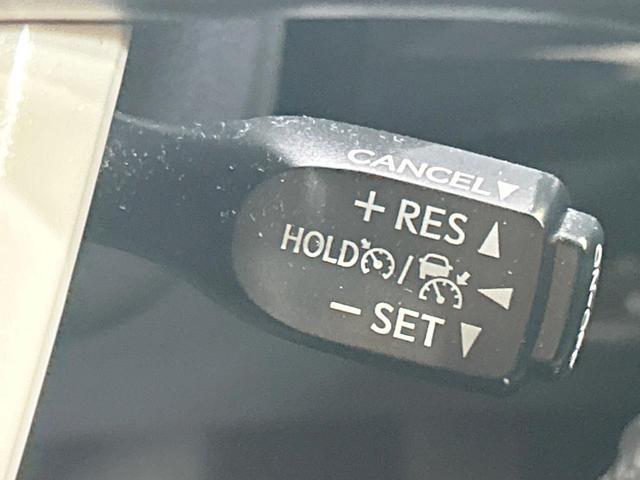 CANCEL▼
+ RES ▲
HOLD / ◀
− SET ▼